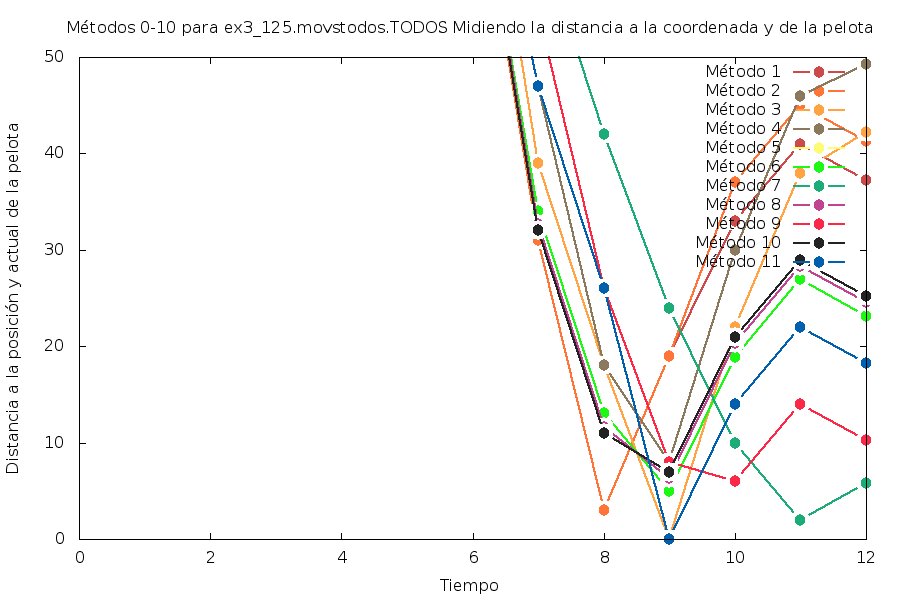 Métodos 0-10 para ex3_125.movstodos.TODOS Midiendo la distancia a la coordenada y de la pelota
50
40
30
20
10
0
0 2 4 6 8 10 12
Distancia a la posición y actual de la pelota
Tiempo
Método 1
Método 2
Método 3
Método 4
Método 5
Método 6
Método 7
Método 8
Método 9
Método 10
Método 11